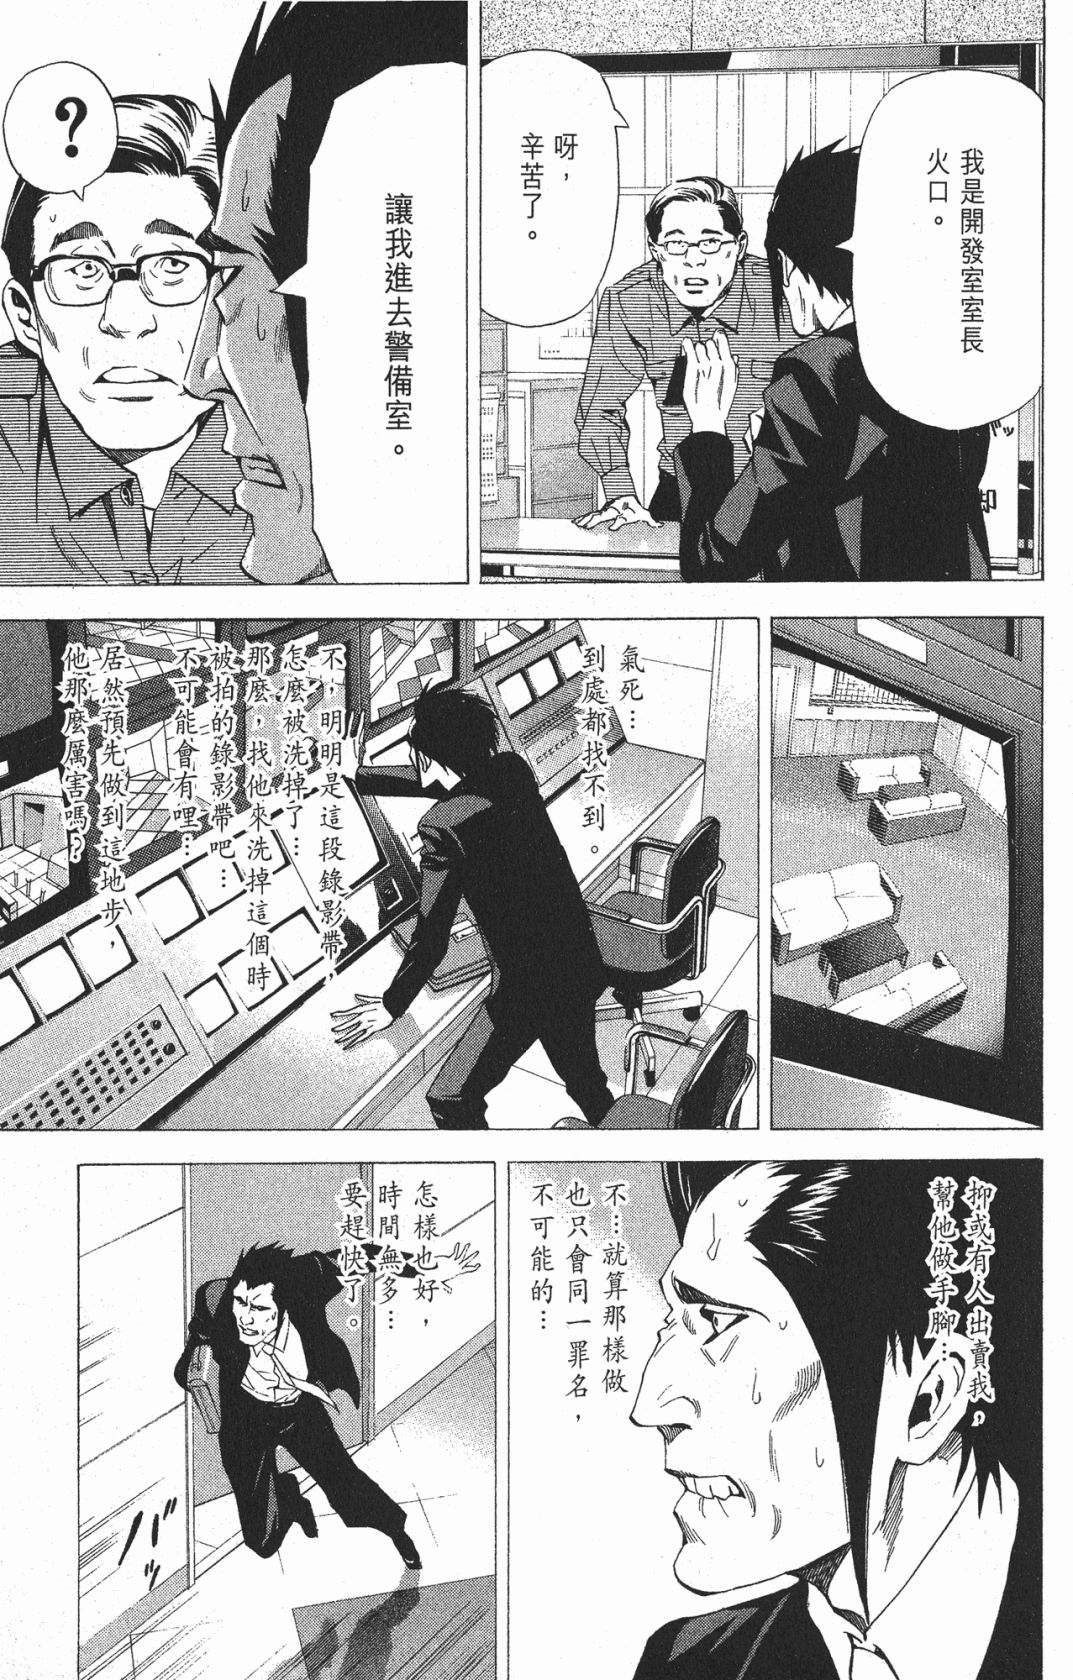 我是開發室室長
火口。
呀，
辛苦了。
讓我進去警備室。
？
氣死…
到處都找不到。
不，明明是這段錄影帶，
怎麼被洗掉了…
那麼，找他來洗掉這個時
被拍的錄影帶吧…
不可能會有哩…
居然預先做到這地步，
他那麼厲害嗎？
抑或有人出賣我，
幫他做手腳…
不…就算那樣做
也只會同一罪名，
不可能的…
怎樣也好，
時間無多…
要趕快了。
バッ